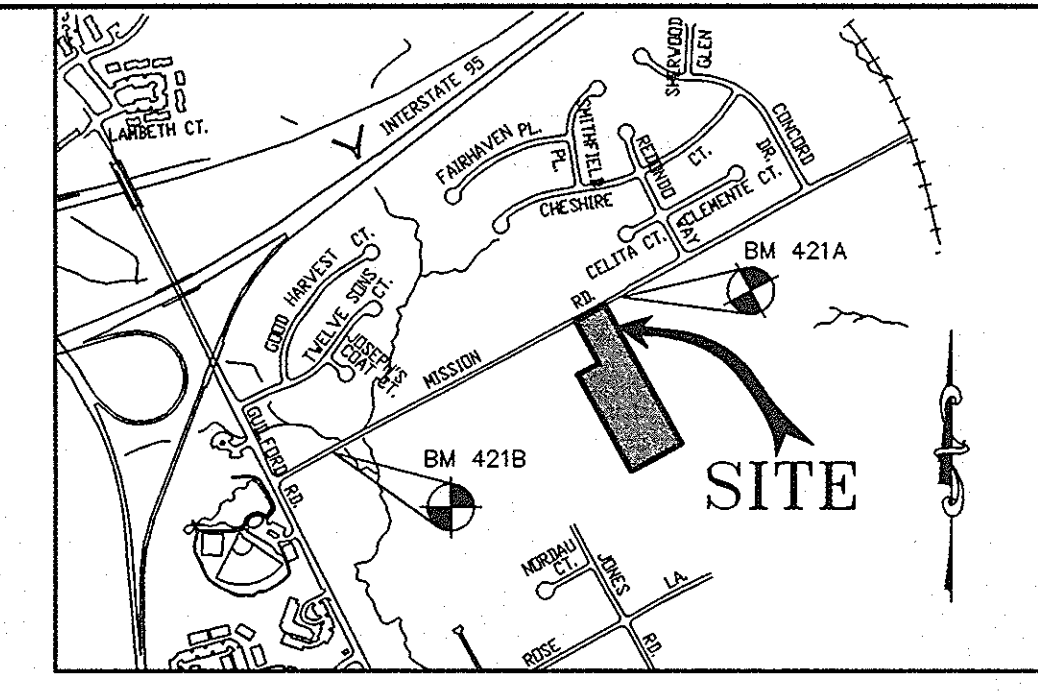 LAMBETH CT.
INTERSTATE 95
SHERWOOD
GLEN
FAIRHAVEN PL.
SMITHFIELD
PL.
REDONDO
CT.
CONCORD
DR.
CHESHIRE
CLEMENTE CT.
WAY
CELITA CT.
BM 421A
GOOD HARVEST CT.
TWELVE SONS
CT.
JOSEPH'S
COAT CT.
MISSION
RD.
GUILFORD
RD.
BM 421B
SITE
MORDAU
CT.
JONES
RD.
ROSE
LA.